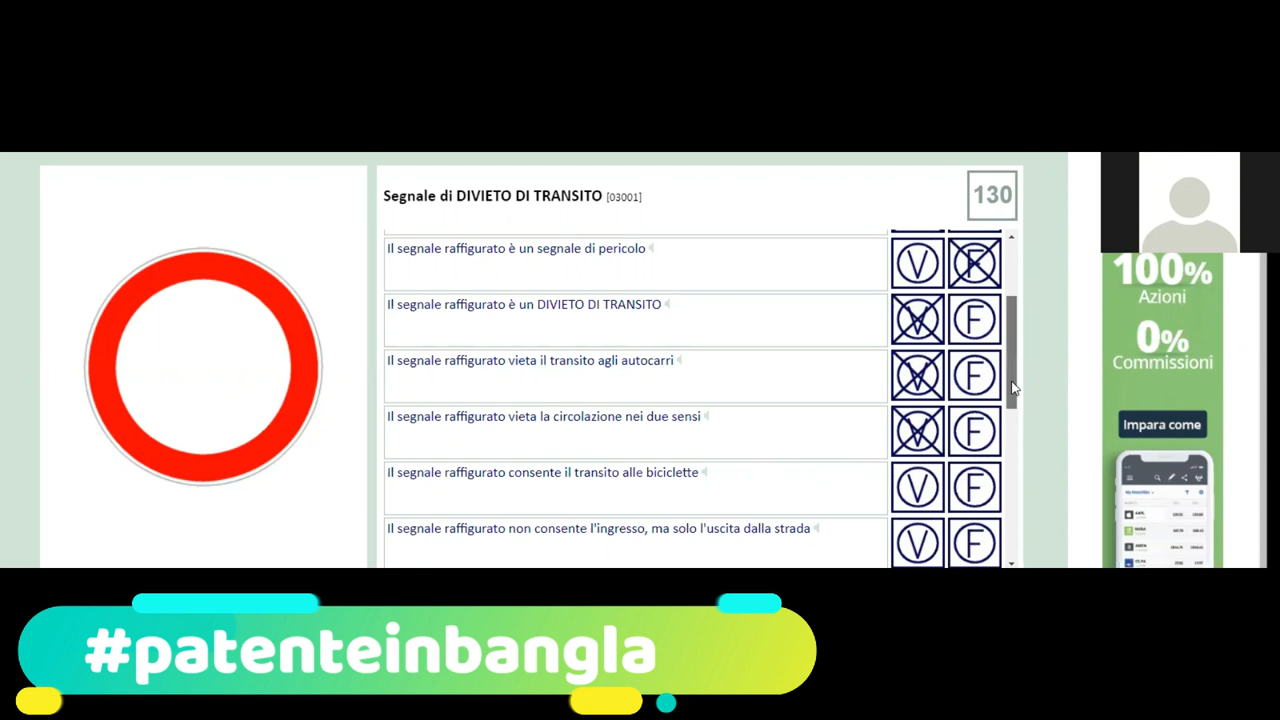 Segnale di DIVIETO DI TRANSITO [03001]
130
Il segnale raffigurato è un segnale di pericolo
V F
Il segnale raffigurato è un DIVIETO DI TRANSITO
V F
Il segnale raffigurato vieta il transito agli autocarri
V F
Il segnale raffigurato vieta la circolazione nei due sensi
V F
Il segnale raffigurato consente il transito alle biciclette
V F
Il segnale raffigurato non consente l'ingresso, ma solo l'uscita dalla strada
V F
100%
Azioni
0%
Commissioni
Impara come
#patenteinbangla